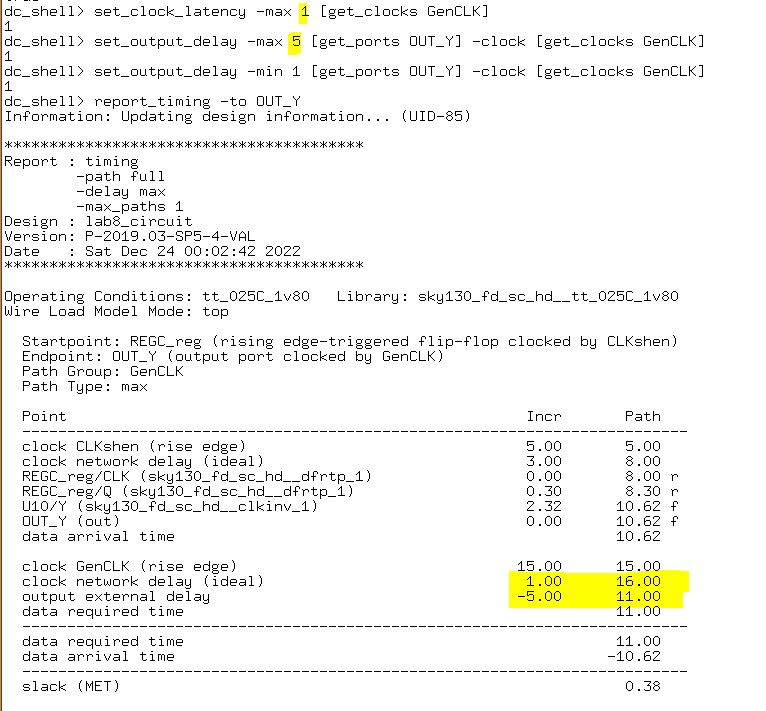 dc_shell> set_clock_latency -max 1 [get_clocks GenCLK]
1
dc_shell> set_output_delay -max 5 [get_ports OUT_Y] -clock [get_clocks GenCLK]
1
dc_shell> set_output_delay -min 1 [get_ports OUT_Y] -clock [get_clocks GenCLK]
1
dc_shell> report_timing -to OUT_Y
Information: Updating design information... (UID-85)
****************************************
Report : timing
-path full
-delay max
-max_paths 1
Design : lab8_circuit
Version: P-2019.03-SP5-4-VAL
Date   : Sat Dec 24 00:02:42 2022
****************************************
Operating Conditions: tt_025C_1v80   Library: sky130_fd_sc_hd__tt_025C_1v80
Wire Load Model Mode: top
Startpoint: REGC_reg (rising edge-triggered flip-flop clocked by CLKshen)
Endpoint: OUT_Y (output port clocked by GenCLK)
Path Group: GenCLK
Path Type: max
Point                                    Incr       Path
--------------------------------------------------------------------------
clock CLKshen (rise edge)                5.00       5.00
clock network delay (ideal)              3.00       8.00
REGC_reg/CLK (sky130_fd_sc_hd__dfrtp_1)  0.00       8.00 r
REGC_reg/Q (sky130_fd_sc_hd__dfrtp_1)    0.30       8.30 r
U10/Y (sky130_fd_sc_hd__clkinv_1)        2.32       10.62 f
OUT_Y (out)                              0.00       10.62 f
data arrival time                                   10.62
clock GenCLK (rise edge)                 15.00      15.00
clock network delay (ideal)              1.00       16.00
output external delay                    -5.00      11.00
data required time                                  11.00
--------------------------------------------------------------------------
data required time                                  11.00
data arrival time                                   -10.62
--------------------------------------------------------------------------
slack (MET)                                         0.38